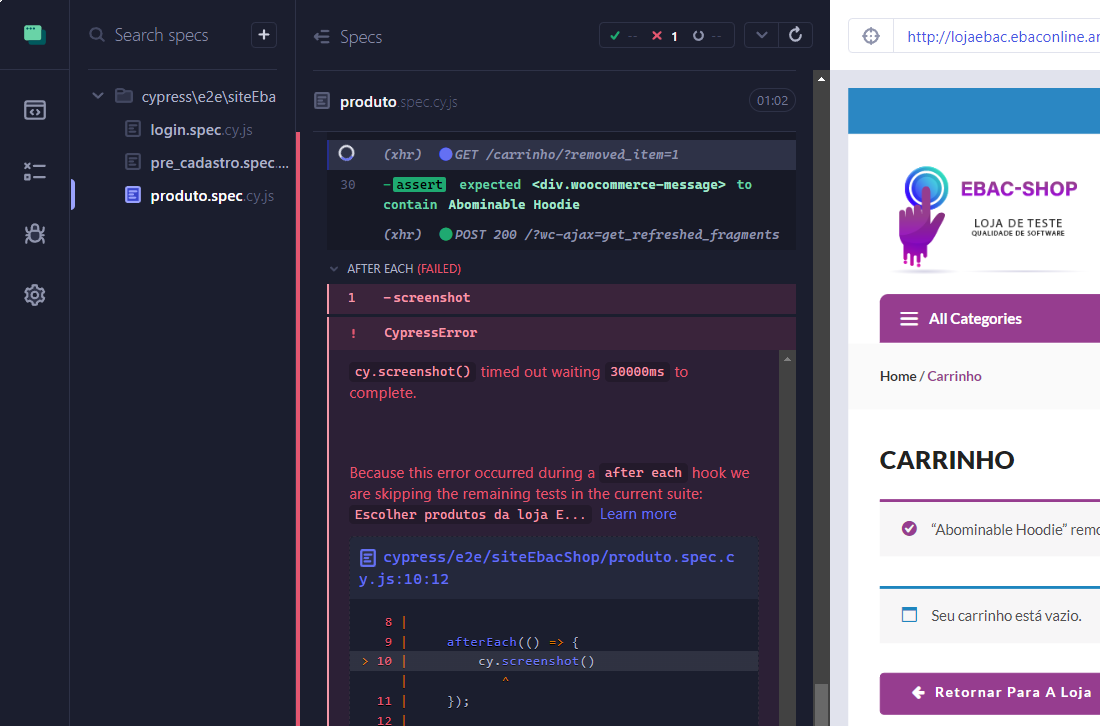 Search specs
+
cypress\e2e\siteEba
login.spec.cy.js
pre_cadastro.spec....
produto.spec.cy.js
Specs
-- 1 --
produto.spec.cy.js
01:02
(xhr) GET /carrinho/?removed_item=1
30 -assert expected <div.woocommerce-message> to
contain Abominable Hoodie
(xhr) POST 200 /?wc-ajax=get_refreshed_fragments
AFTER EACH (FAILED)
1 -screenshot
! CypressError
cy.screenshot() timed out waiting 30000ms to
complete.
Because this error occurred during a after each hook we
are skipping the remaining tests in the current suite:
Escolher produtos da loja E... Learn more
cypress/e2e/siteEbacShop/produto.spec.c
y.js:10:12
8 |
9 | afterEach(() => {
> 10 | cy.screenshot()
| ^
11 | });
12 |
http://lojaebac.ebaconline.ar
EBAC-SHOP
LOJA DE TESTE
QUALIDADE DE SOFTWARE
All Categories
Home / Carrinho
CARRINHO
“Abominable Hoodie” remo
Seu carrinho está vazio.
Retornar Para A Loja